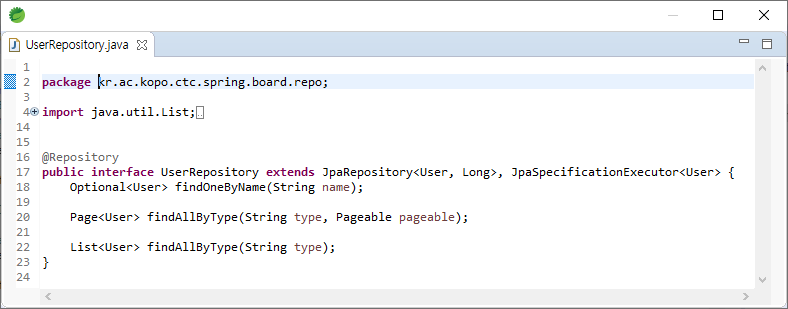 UserRepository.java
1
2 package kr.ac.kopo.ctc.spring.board.repo;
3
4 import java.util.List;
14
15
16 @Repository
17 public interface UserRepository extends JpaRepository<User, Long>, JpaSpecificationExecutor<User> {
18 Optional<User> findOneByName(String name);
19
20 Page<User> findAllByType(String type, Pageable pageable);
21
22 List<User> findAllByType(String type);
23 }
24